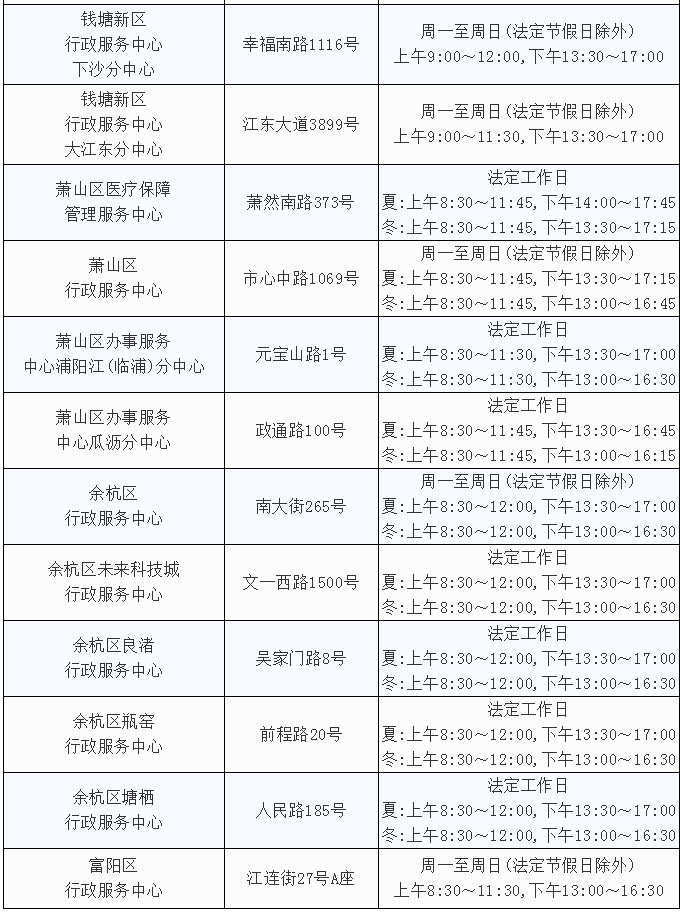 钱塘新区
行政服务中心
下沙分中心
幸福南路1116号
周一至周日(法定节假日除外)
上午9:00～12:00,下午13:30～17:00
钱塘新区
行政服务中心
大江东分中心
江东大道3899号
周一至周日(法定节假日除外)
上午9:00～11:30,下午13:30～17:00
萧山区医疗保障
管理服务中心
萧然南路373号
法定工作日
夏:上午8:30～11:45,下午14:00～17:45
冬:上午8:30～11:45,下午13:30～17:15
萧山区
行政服务中心
市心中路1069号
周一至周日(法定节假日除外)
夏:上午8:30～11:45,下午13:30～17:15
冬:上午8:30～11:45,下午13:00～16:45
萧山区办事服务
中心浦阳江(临浦)分中心
元宝山路1号
法定工作日
夏:上午8:30～11:30,下午13:30～17:00
冬:上午8:30～11:30,下午13:00～16:30
萧山区办事服务
中心瓜沥分中心
政通路100号
法定工作日
夏:上午8:30～11:45,下午13:30～16:45
冬:上午8:30～11:45,下午13:00～16:15
余杭区
行政服务中心
南大街265号
周一至周日(法定节假日除外)
夏:上午8:30～12:00,下午13:30～17:00
冬:上午8:30～12:00,下午13:00～16:30
余杭区未来科技城
行政服务中心
文一西路1500号
法定工作日
夏:上午8:30～12:00,下午13:30～17:00
冬:上午8:30～12:00,下午13:00～16:30
余杭区良渚
行政服务中心
吴家门路8号
法定工作日
夏:上午8:30～12:00,下午13:30～17:00
冬:上午8:30～12:00,下午13:00～16:30
余杭区瓶窑
行政服务中心
前程路20号
法定工作日
夏:上午8:30～12:00,下午13:30～17:00
冬:上午8:30～12:00,下午13:00～16:30
余杭区塘栖
行政服务中心
人民路185号
法定工作日
夏:上午8:30～12:00,下午13:30～17:00
冬:上午8:30～12:00,下午13:00～16:30
富阳区
行政服务中心
江连街27号A座
周一至周日(法定节假日除外)
上午8:30～11:30,下午13:00～16:30